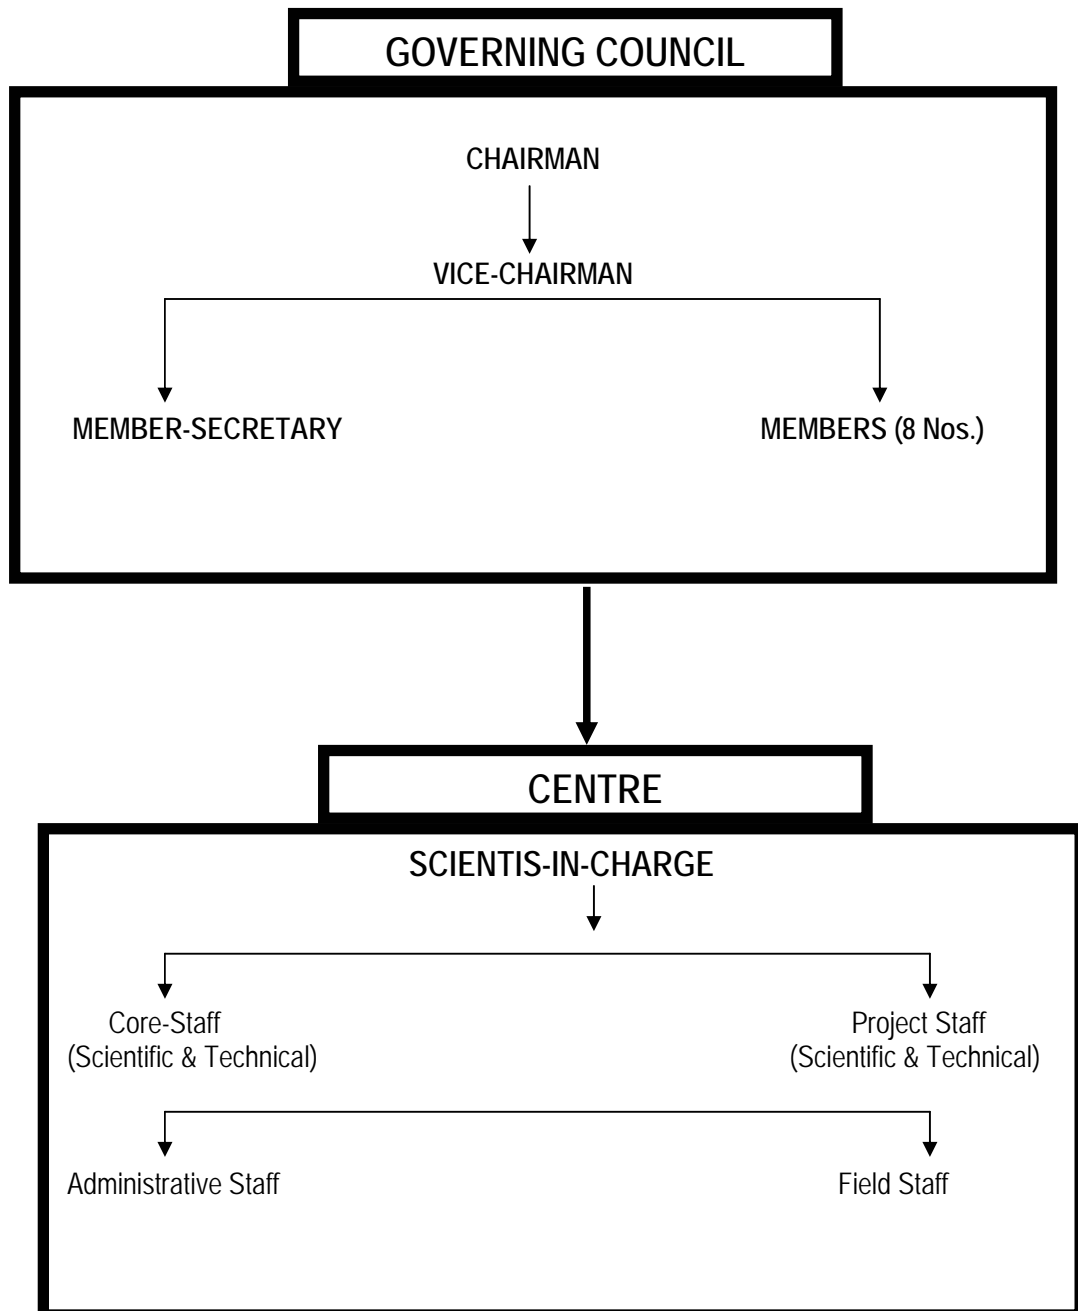 GOVERNING COUNCIL
CHAIRMAN
VICE-CHAIRMAN
MEMBER-SECRETARY
MEMBERS (8 Nos.)
CENTRE
SCIENTIS-IN-CHARGE
Core-Staff
(Scientific & Technical)
Project Staff
(Scientific & Technical)
Administrative Staff
Field Staff